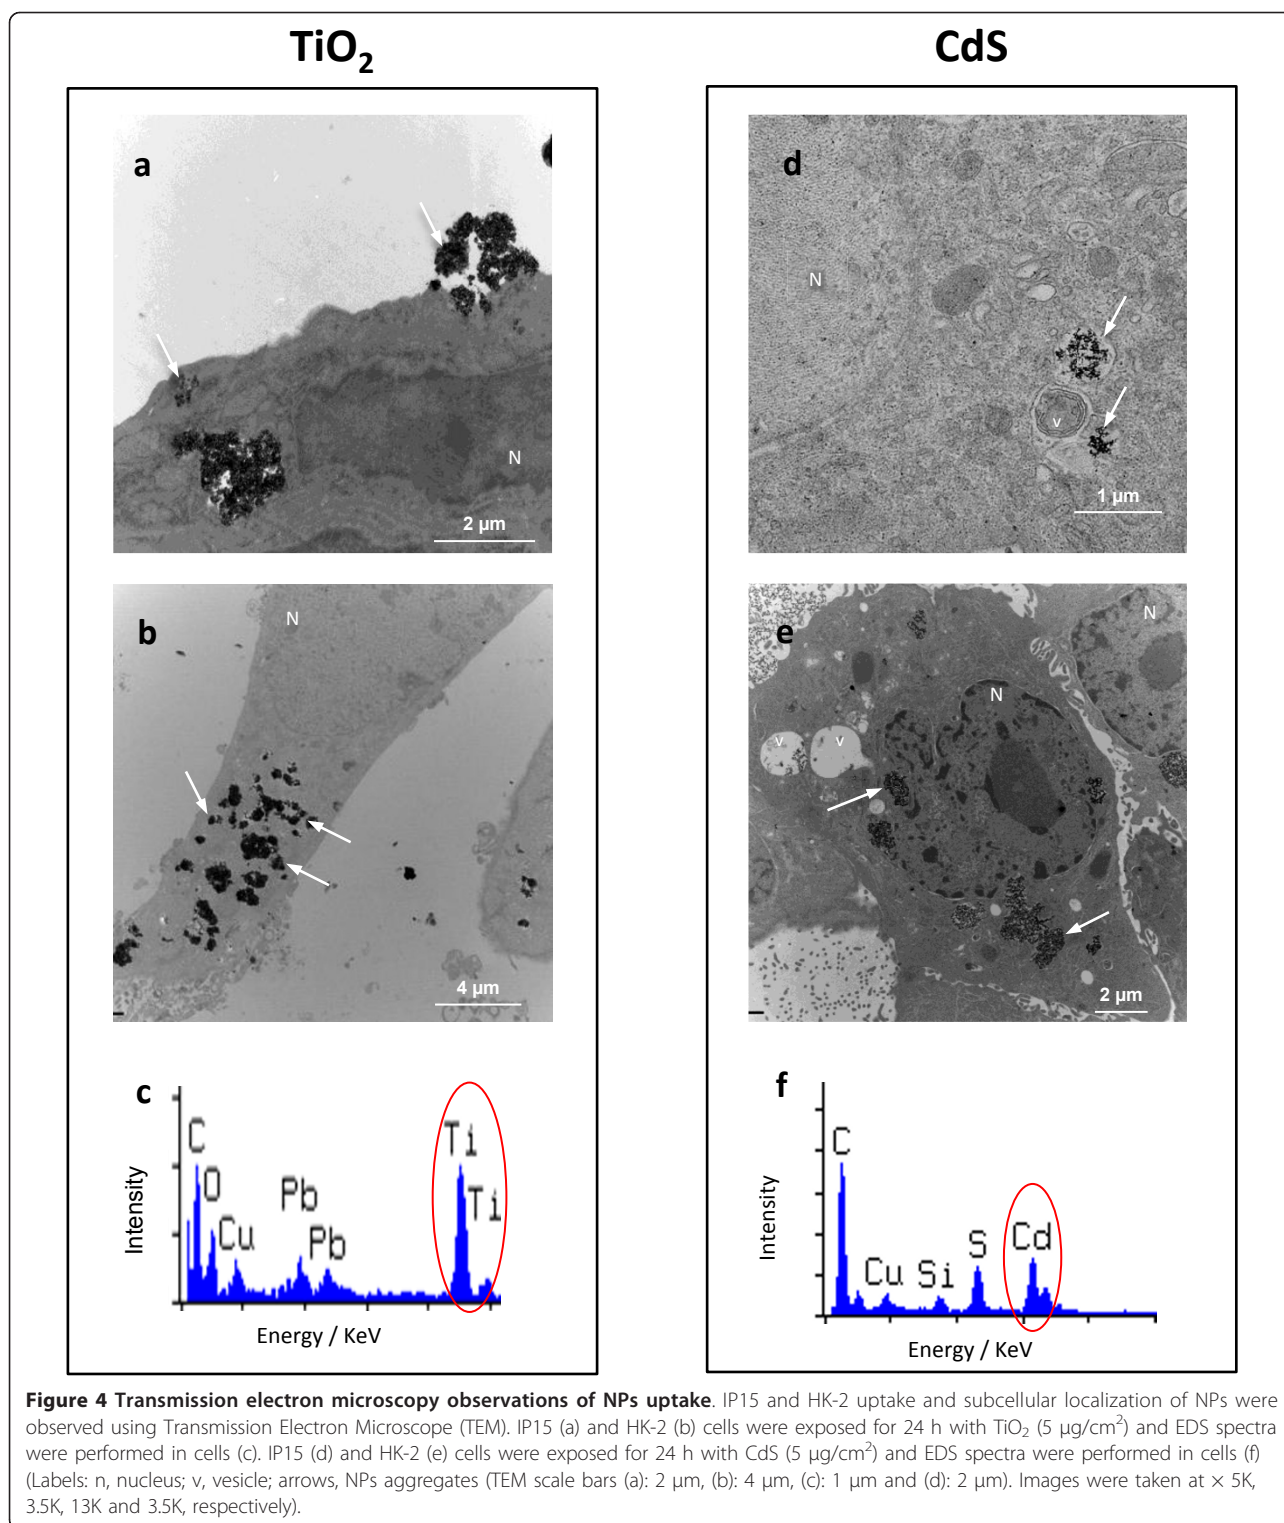 TiO₂
CdS
a
N
2 µm
b
N
4 µm
c
Intensity
C
O
Cu
Pb
Pb
Ti
Ti
Energy / KeV
d
N
v
1 µm
e
N
N
v
v
2 µm
f
Intensity
C
Cu
Si
S
Cd
Energy / KeV
Figure 4 Transmission electron microscopy observations of NPs uptake. IP15 and HK-2 uptake and subcellular localization of NPs were
observed using Transmission Electron Microscope (TEM). IP15 (a) and HK-2 (b) cells were exposed for 24 h with TiO₂ (5 µg/cm²) and EDS spectra
were performed in cells (c). IP15 (d) and HK-2 (e) cells were exposed for 24 h with CdS (5 µg/cm²) and EDS spectra were performed in cells (f)
(Labels: n, nucleus; v, vesicle; arrows, NPs aggregates (TEM scale bars (a): 2 µm, (b): 4 µm, (c): 1 µm and (d): 2 µm). Images were taken at × 5K,
3.5K, 13K and 3.5K, respectively).